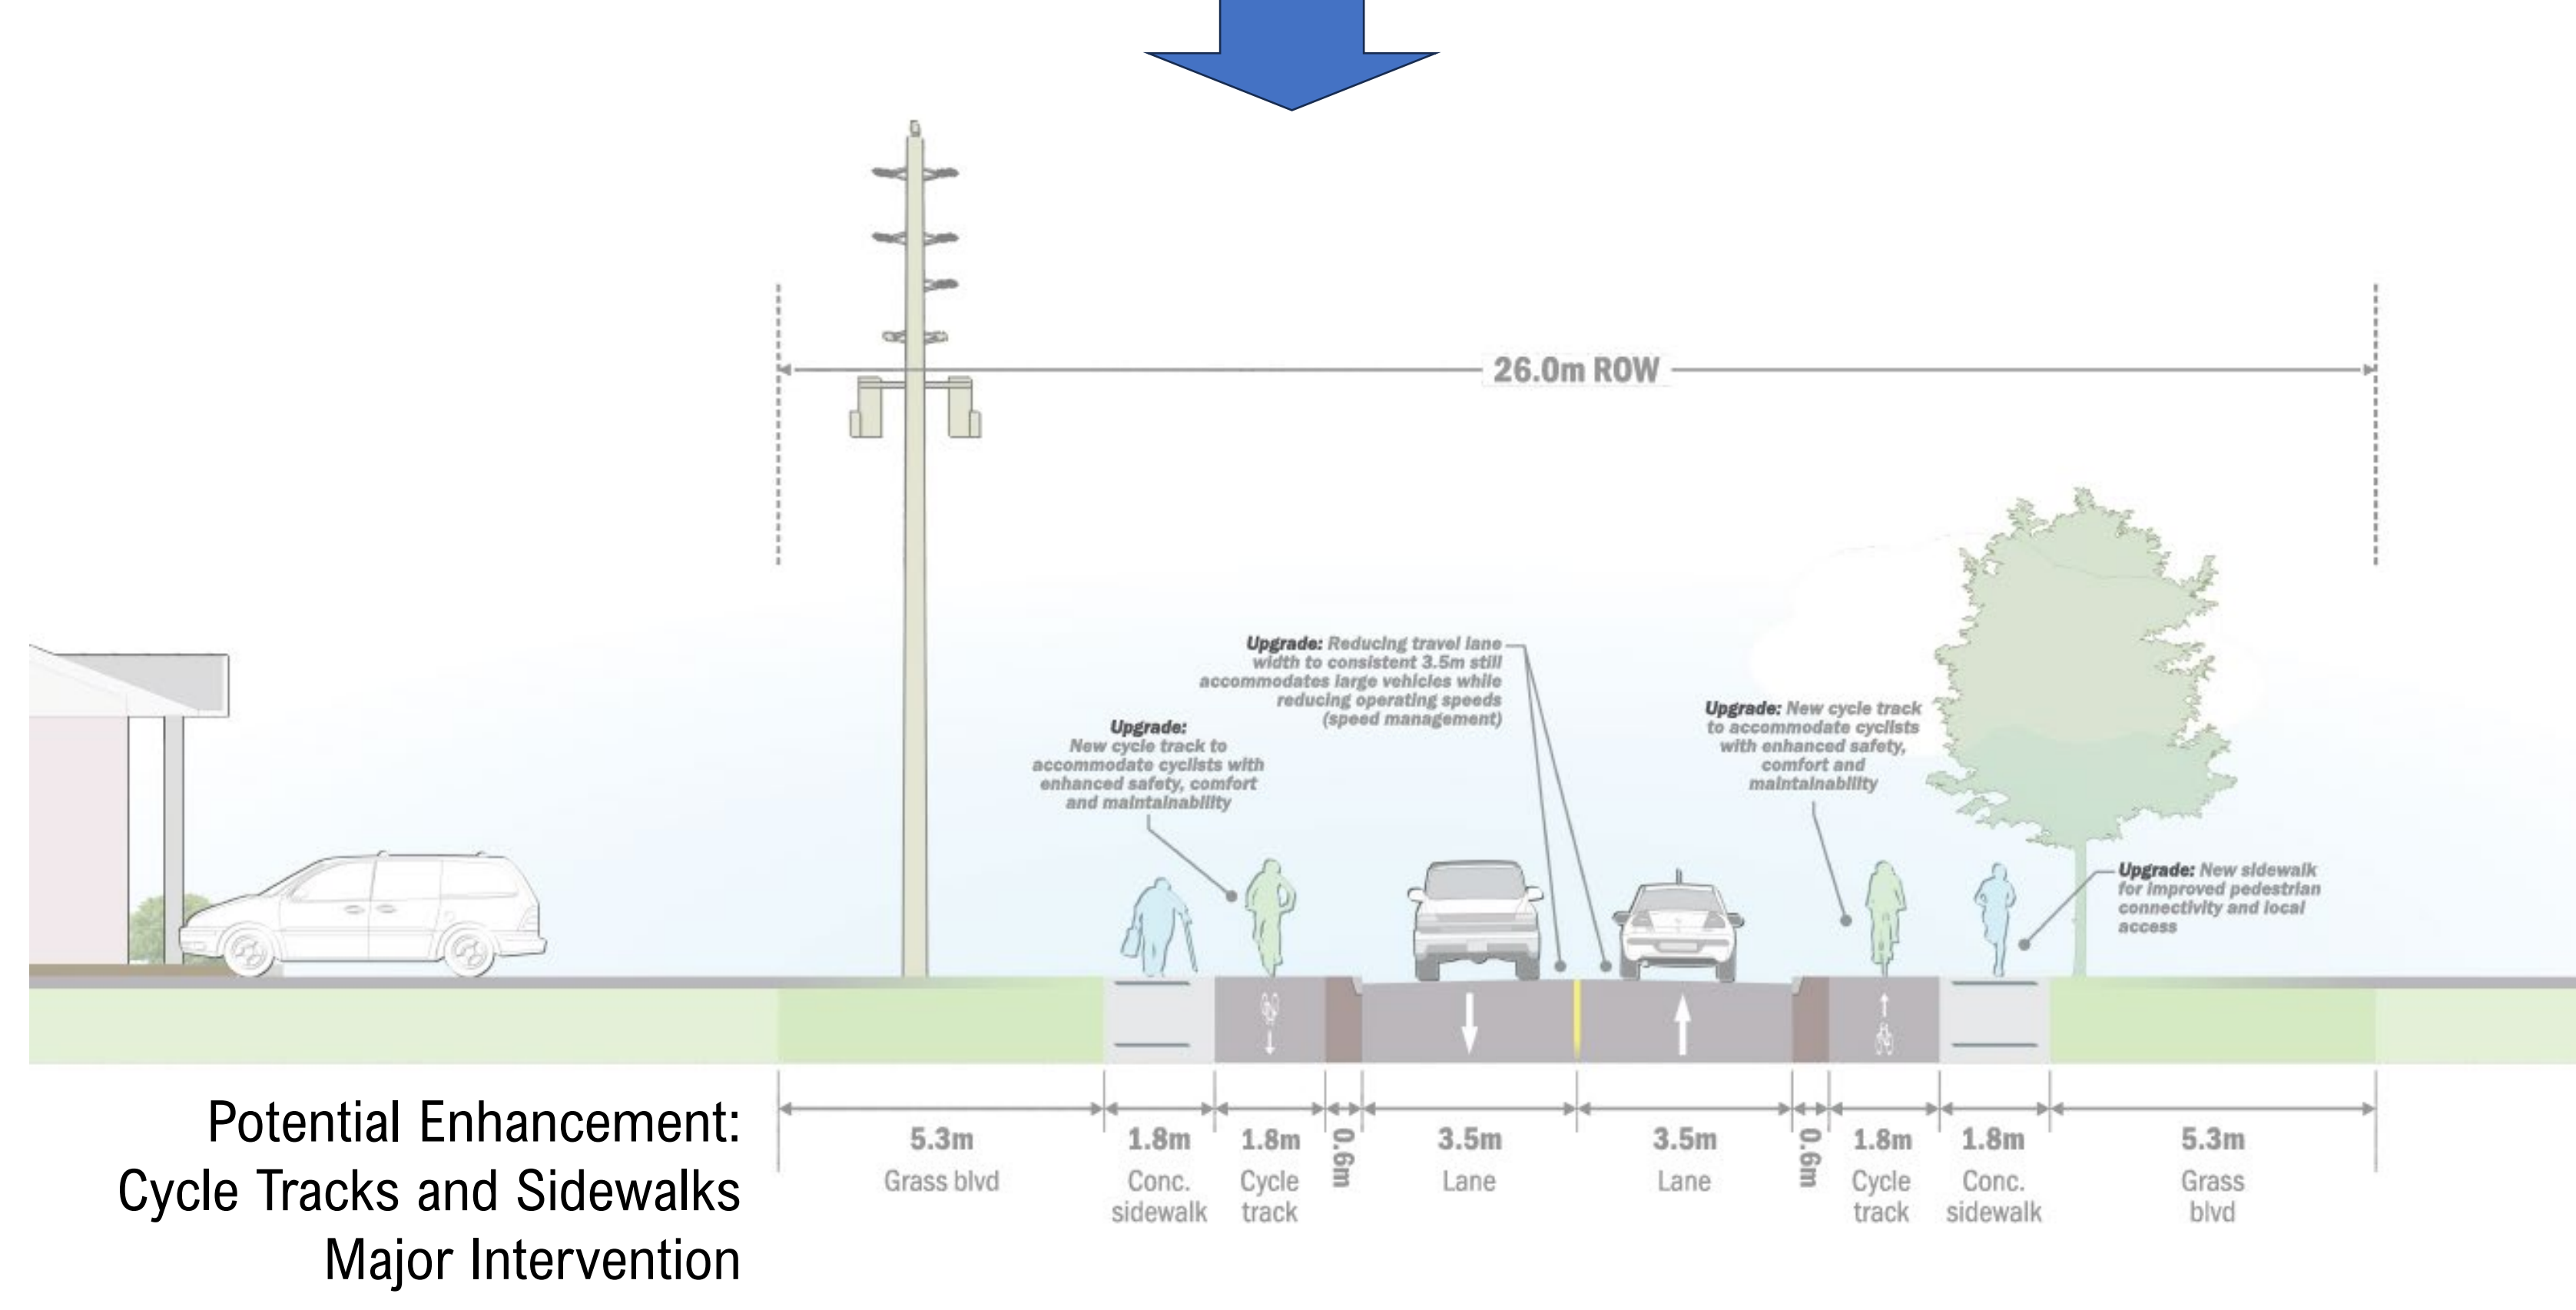 26.0m ROW
Upgrade: Reducing travel lane
width to consistent 3.5m still
accommodates large vehicles while
reducing operating speeds
(speed management)
Upgrade:
New cycle track to
accommodate cyclists with
enhanced safety, comfort
and maintainability
Upgrade: New cycle track
to accommodate cyclists
with enhanced safety,
comfort and
maintainability
Upgrade: New sidewalk
for improved pedestrian
connectivity and local
access
Potential Enhancement:
Cycle Tracks and Sidewalks
Major Intervention
5.3m
Grass blvd
1.8m
Conc.
sidewalk
1.8m
Cycle
track
0.6m
3.5m
Lane
3.5m
Lane
0.6m
1.8m
Cycle
track
1.8m
Conc.
sidewalk
5.3m
Grass
blvd